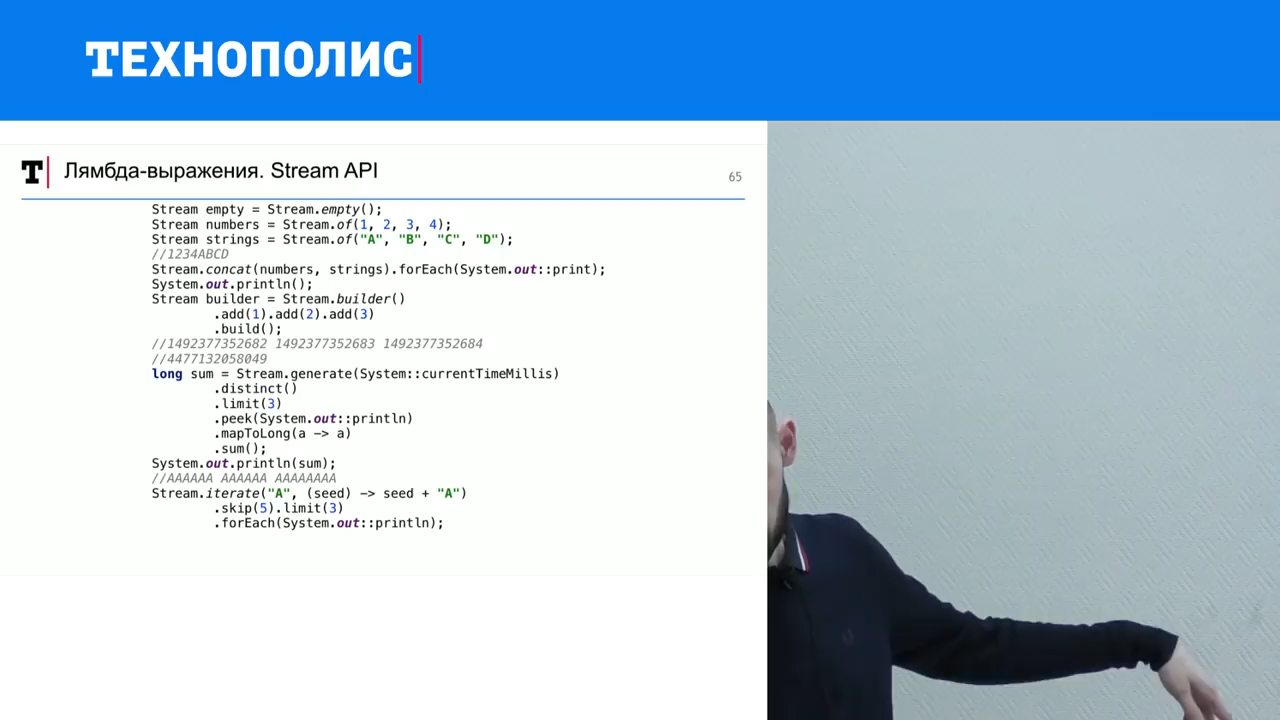 ТЕХНОПОЛИС
Т Лямбда-выражения. Stream API
65
Stream empty = Stream.empty();
Stream numbers = Stream.of(1, 2, 3, 4);
Stream strings = Stream.of("A", "B", "C", "D");
//1234ABCD
Stream.concat(numbers, strings).forEach(System.out::print);
System.out.println();
Stream builder = Stream.builder()
.add(1).add(2).add(3)
.build();
//1492377352682 1492377352683 1492377352684
//4477132058049
long sum = Stream.generate(System::currentTimeMillis)
.distinct()
.limit(3)
.peek(System.out::println)
.mapToLong(a -> a)
.sum();
System.out.println(sum);
//AAAAAA AAAAAA AAAAAAAA
Stream.iterate("A", (seed) -> seed + "A")
.skip(5).limit(3)
.forEach(System.out::println);